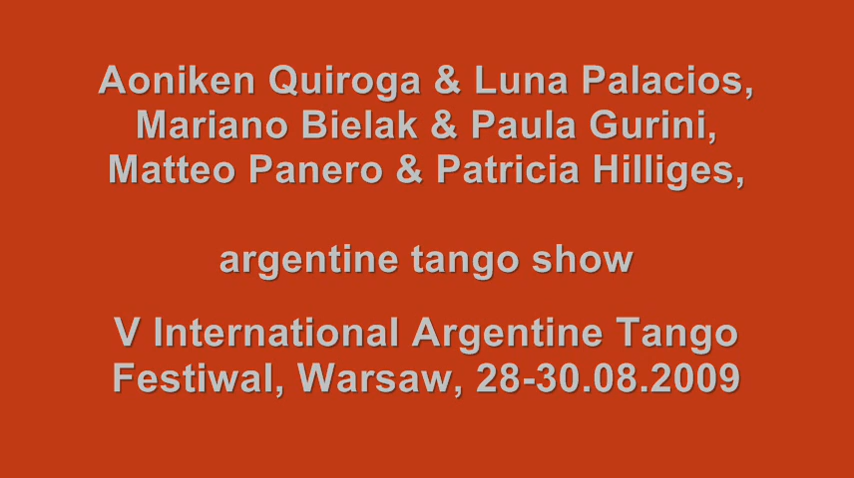 Aoniken Quiroga & Luna Palacios,
Mariano Bielak & Paula Gurini,
Matteo Panero & Patricia Hilliges,
argentine tango show
V International Argentine Tango
Festiwal, Warsaw, 28-30.08.2009